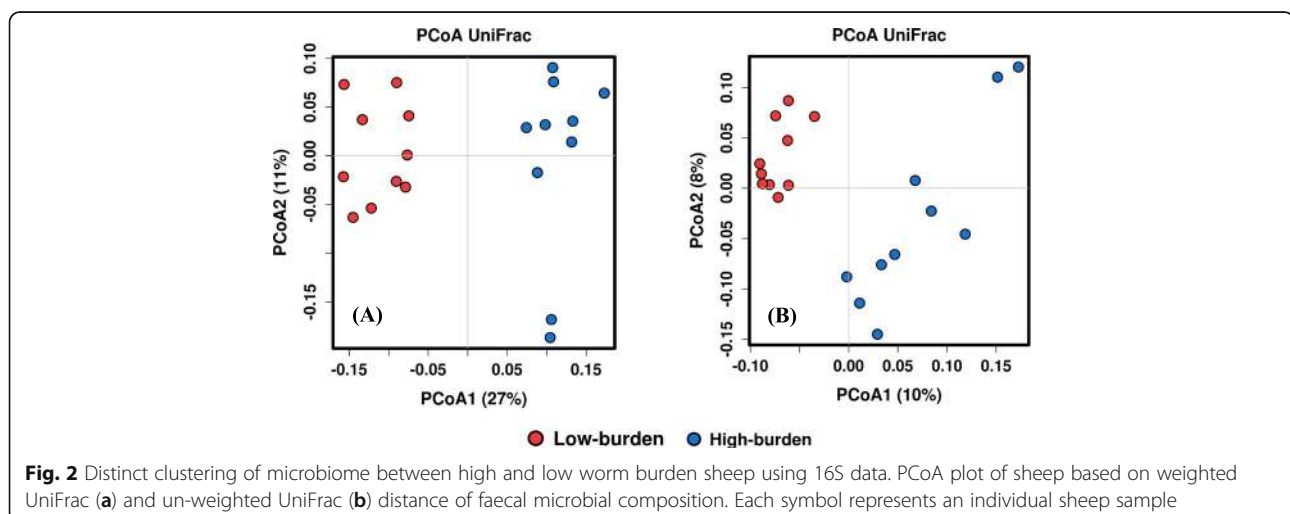 PCoA UniFrac
0.10
0.05
0.00
-0.05
-0.15
PCoA2 (11%)
(A)
-0.15
-0.05
0.05
0.15
PCoA1 (27%)
PCoA UniFrac
0.10
0.05
0.00
-0.05
-0.10
-0.15
PCoA2 (8%)
(B)
-0.10
0.00
0.05
0.10
0.15
PCoA1 (10%)
Low-burden High-burden
Fig. 2 Distinct clustering of microbiome between high and low worm burden sheep using 16S data. PCoA plot of sheep based on weighted
UniFrac (a) and un-weighted UniFrac (b) distance of faecal microbial composition. Each symbol represents an individual sheep sample